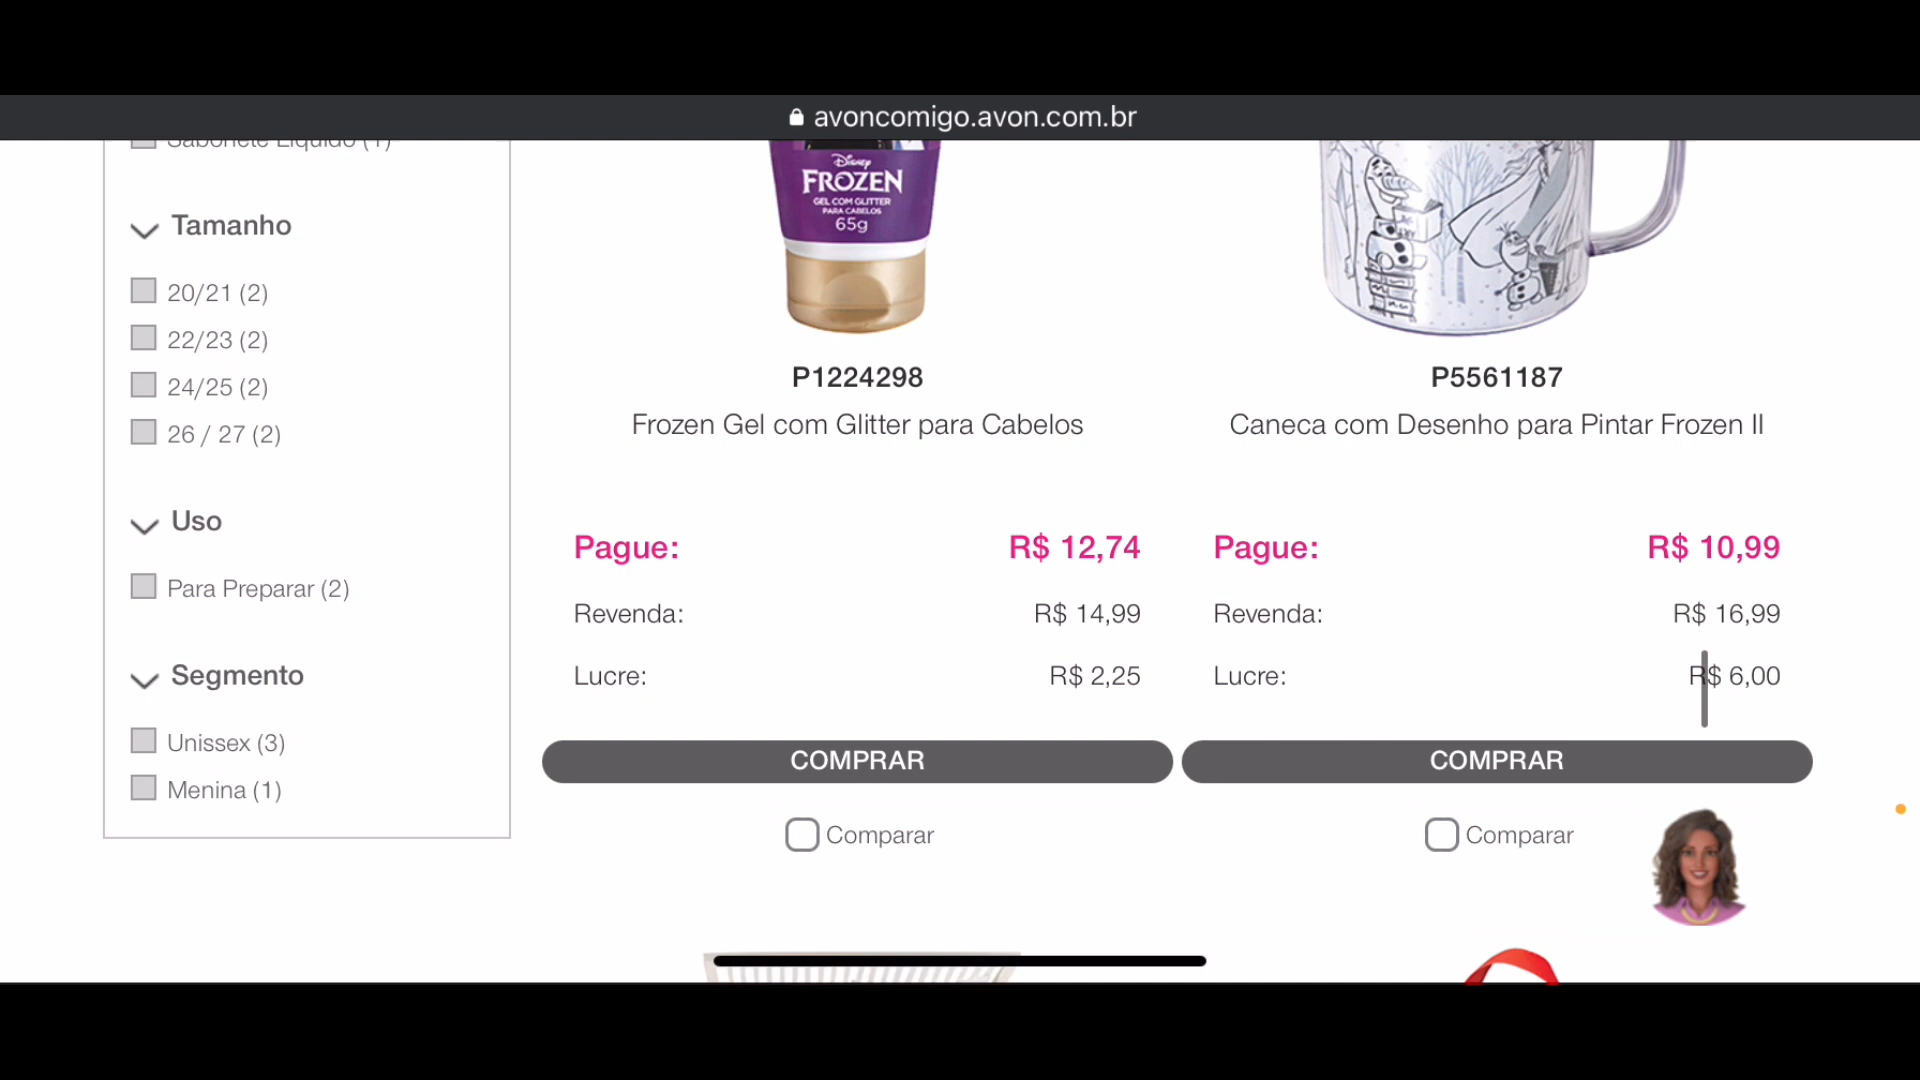 avoncomigo.avon.com.br
Sabonete Líquido (1)
Tamanho
20/21 (2)
22/23 (2)
24/25 (2)
26 / 27 (2)
Uso
Para Preparar (2)
Segmento
Unissex (3)
Menina (1)
Disney
FROZEN
GEL COM GLITTER
PARA CABELOS
65g
P1224298
Frozen Gel com Glitter para Cabelos
Pague: R$ 12,74
Revenda: R$ 14,99
Lucre: R$ 2,25
COMPRAR
Comparar
P5561187
Caneca com Desenho para Pintar Frozen II
Pague: R$ 10,99
Revenda: R$ 16,99
Lucre: R$ 6,00
COMPRAR
Comparar